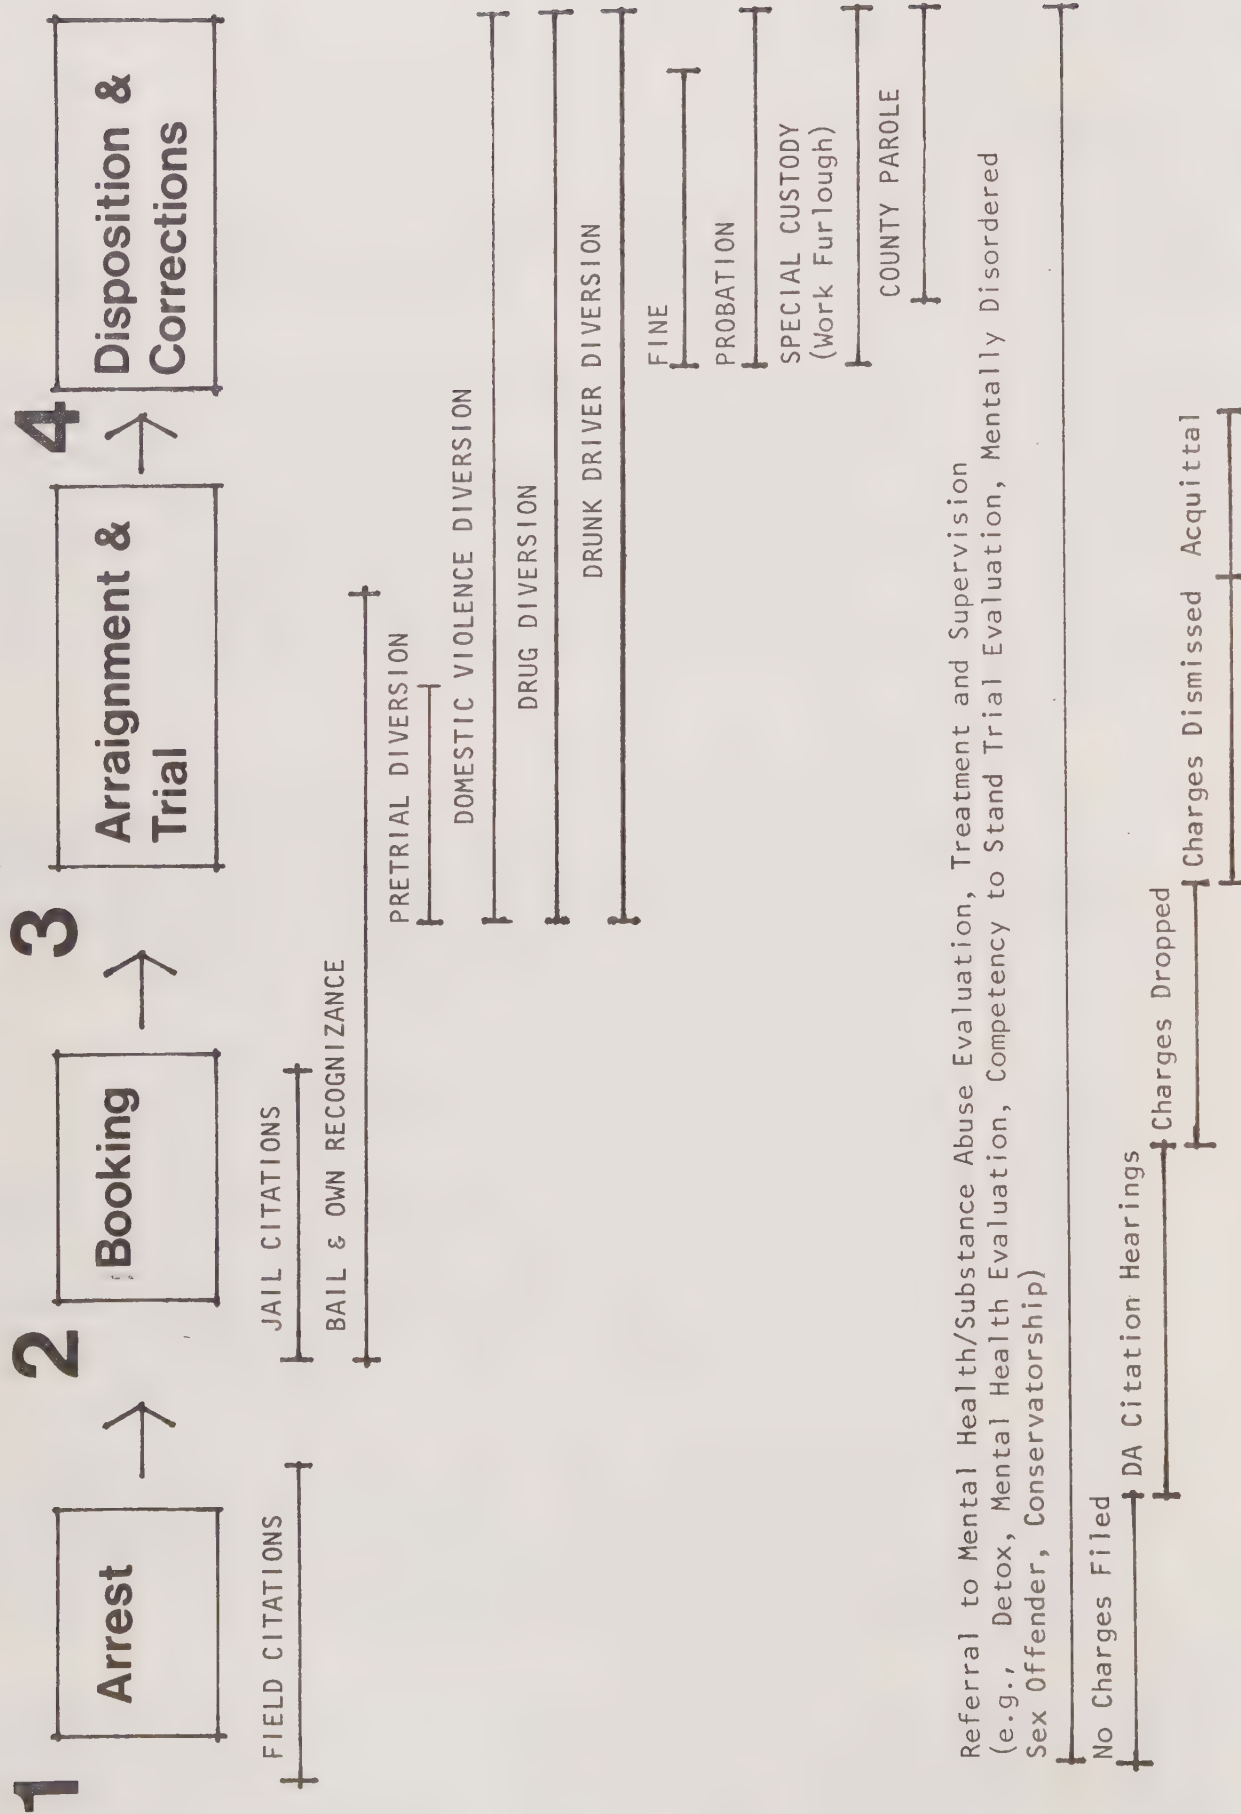 1
Arrest
2
Booking
3
Arraignment &
Trial
4
Disposition &
Corrections
FIELD CITATIONS
JAIL CITATIONS
BAIL & OWN RECOGNIZANCE
PRETRIAL DIVERSION
DOMESTIC VIOLENCE DIVERSION
DRUG DIVERSION
DRUNK DRIVER DIVERSION
FINE
PROBATION
SPECIAL CUSTODY
(Work Furlough)
COUNTY PAROLE
Referral to Mental Health/Substance Abuse Evaluation, Treatment and Supervision
(e.g., Detox, Mental Health Evaluation, Competency to Stand Trial Evaluation, Mentally Disordered
Sex Offender, Conservatorship)
No Charges Filed
DA Citation Hearings
Charges Dropped
Charges Dismissed
Acquittal